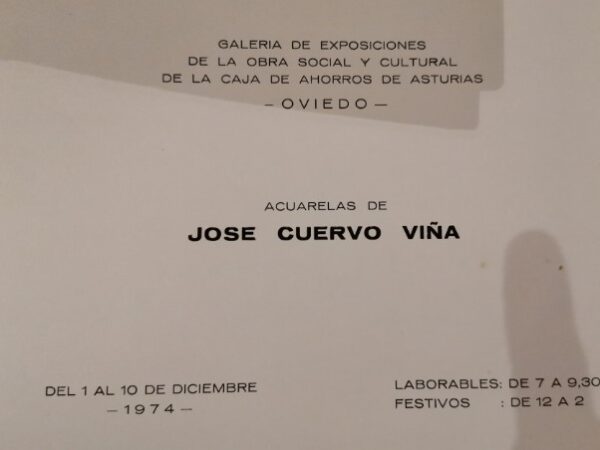 GALERIA DE EXPOSICIONES
DE LA OBRA SOCIAL Y CULTURAL
DE LA CAJA DE AHORROS DE ASTURIAS
– OVIEDO –
ACUARELAS DE
JOSE CUERVO VIÑA
DEL 1 AL 10 DE DICIEMBRE
– 1974 –
LABORABLES: DE 7 A 9,30
FESTIVOS : DE 12 A 2